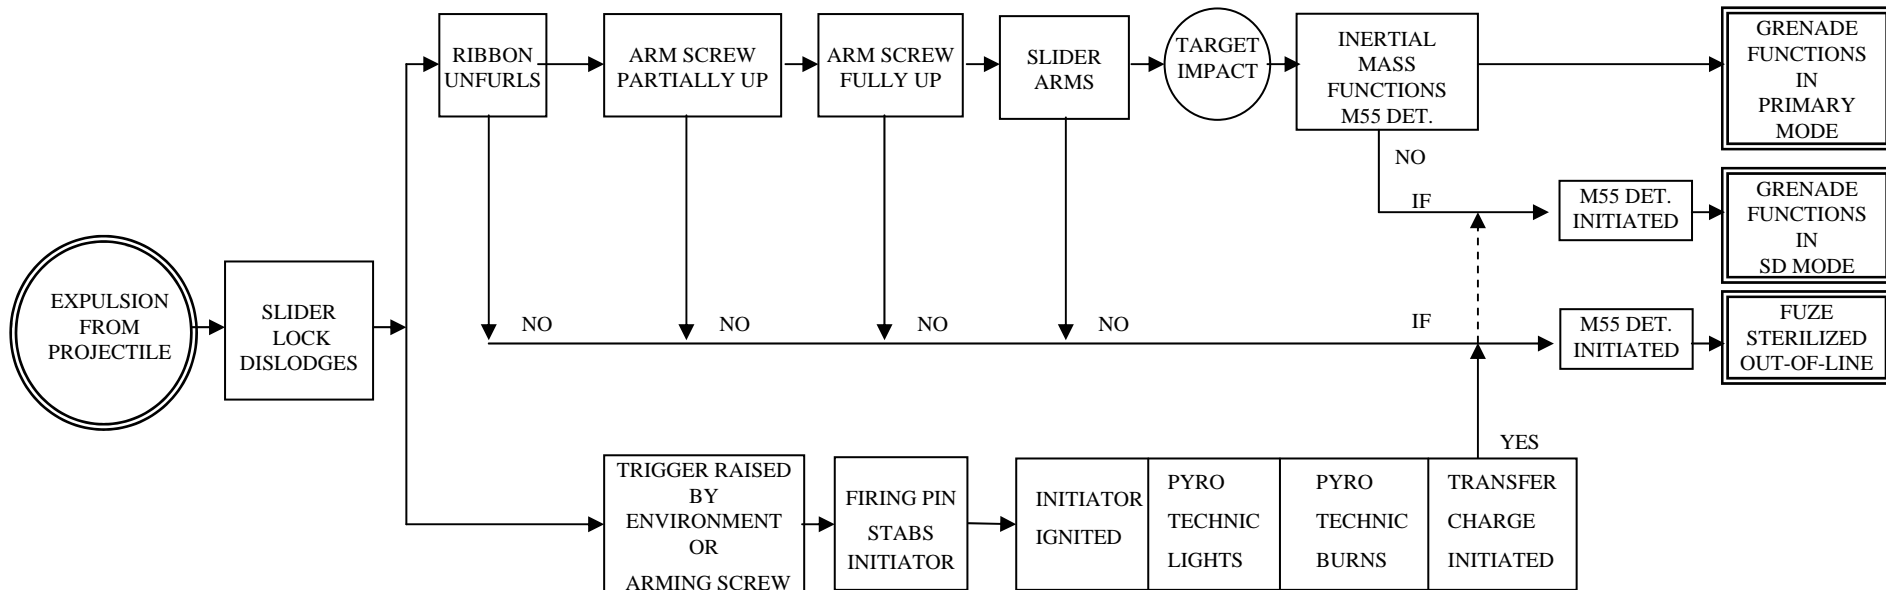 RIBBON
UNFURLS
ARM SCREW
PARTIALLY UP
ARM SCREW
FULLY UP
SLIDER
ARMS
TARGET
IMPACT
INERTIAL
MASS
FUNCTIONS
M55 DET.
GRENADE
FUNCTIONS
IN
PRIMARY
MODE
NO
IF
M55 DET.
INITIATED
GRENADE
FUNCTIONS
IN
SD MODE
EXPULSION
FROM
PROJECTILE
SLIDER
LOCK
DISLODGES
NO
NO
NO
NO
IF
M55 DET.
INITIATED
FUZE
STERILIZED
OUT-OF-LINE
YES
TRIGGER RAISED
BY
ENVIRONMENT
OR
ARMING SCREW
FIRING PIN
STABS
INITIATOR
INITIATOR
IGNITED
PYRO
TECHNIC
LIGHTS
PYRO
TECHNIC
BURNS
TRANSFER
CHARGE
INITIATED